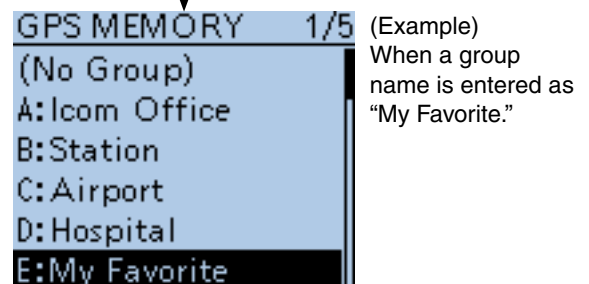 GPS MEMORY 1/5
(No Group)
A:Icom Office
B:Station
C:Airport
D:Hospital
E:My Favorite
(Example)
When a group
name is entered as
“My Favorite.”